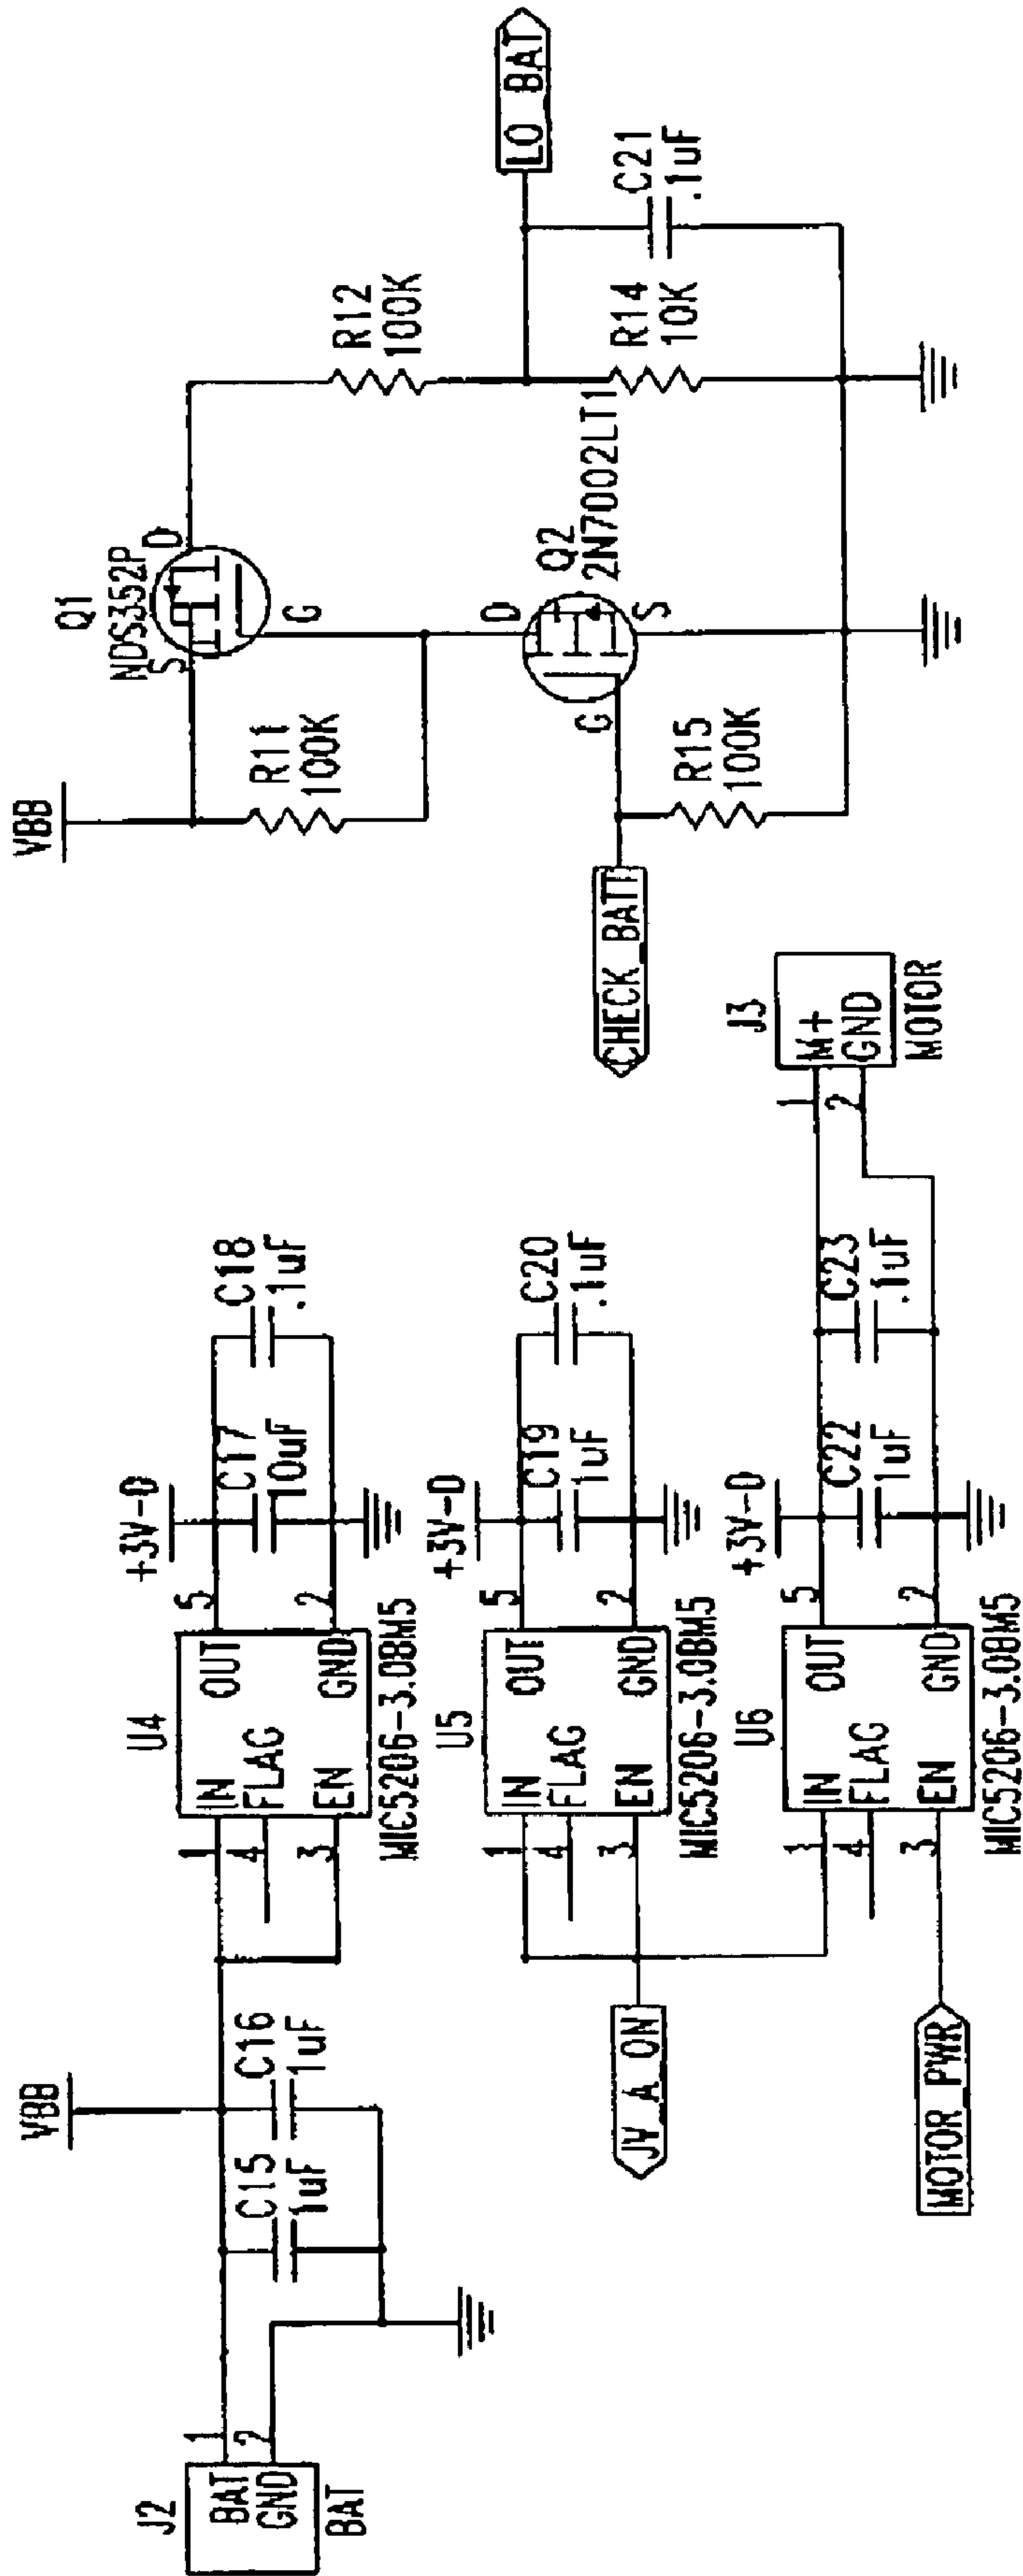 J2
BAT
GND
BAT
1
2
VBB
C15
1uF
C16
1uF
U4
IN
FLAG
EN
OUT
GND
1
4
3
5
2
MIC5206-3.0BM5
+3V-D
C17
10uF
C18
.1uF
JV_A_ON
U5
IN
FLAG
EN
OUT
GND
1
4
3
5
2
MIC5206-3.0BM5
+3V-D
C19
1uF
C20
.1uF
MOTOR_PWR
U6
IN
FLAG
EN
OUT
GND
1
4
3
5
2
MIC5206-3.0BM5
+3V-D
C22
1uF
C23
.1uF
J3
M+
GND
MOTOR
1
2
VBB
R11
100K
Q1
NDS352P
S
D
G
R12
100K
LO_BAT
C21
.1uF
R14
10K
Q2
2N7002LT1
D
G
S
CHECK_BATT
R15
100K